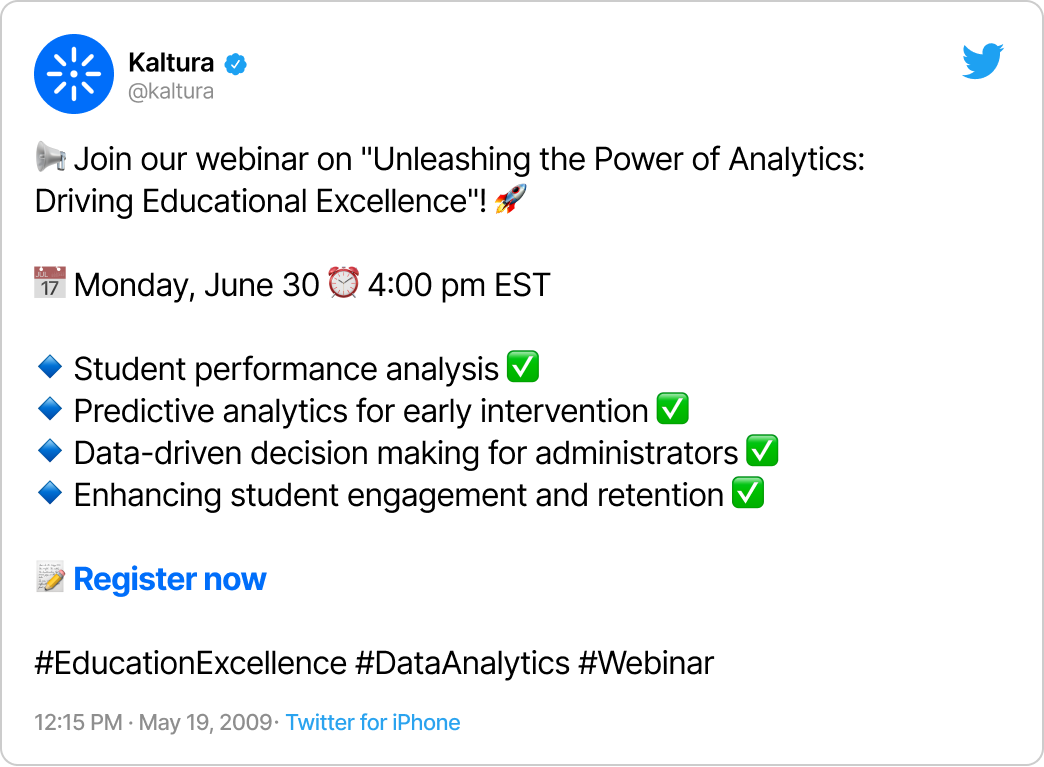 Kaltura
@kaltura
📢 Join our webinar on "Unleashing the Power of Analytics:
Driving Educational Excellence"! 🚀
📅 Monday, June 30 ⏰ 4:00 pm EST
🔹 Student performance analysis ✅
🔹 Predictive analytics for early intervention ✅
🔹 Data-driven decision making for administrators ✅
🔹 Enhancing student engagement and retention ✅
📝 Register now
#EducationExcellence #DataAnalytics #Webinar
12:15 PM · May 19, 2009· Twitter for iPhone